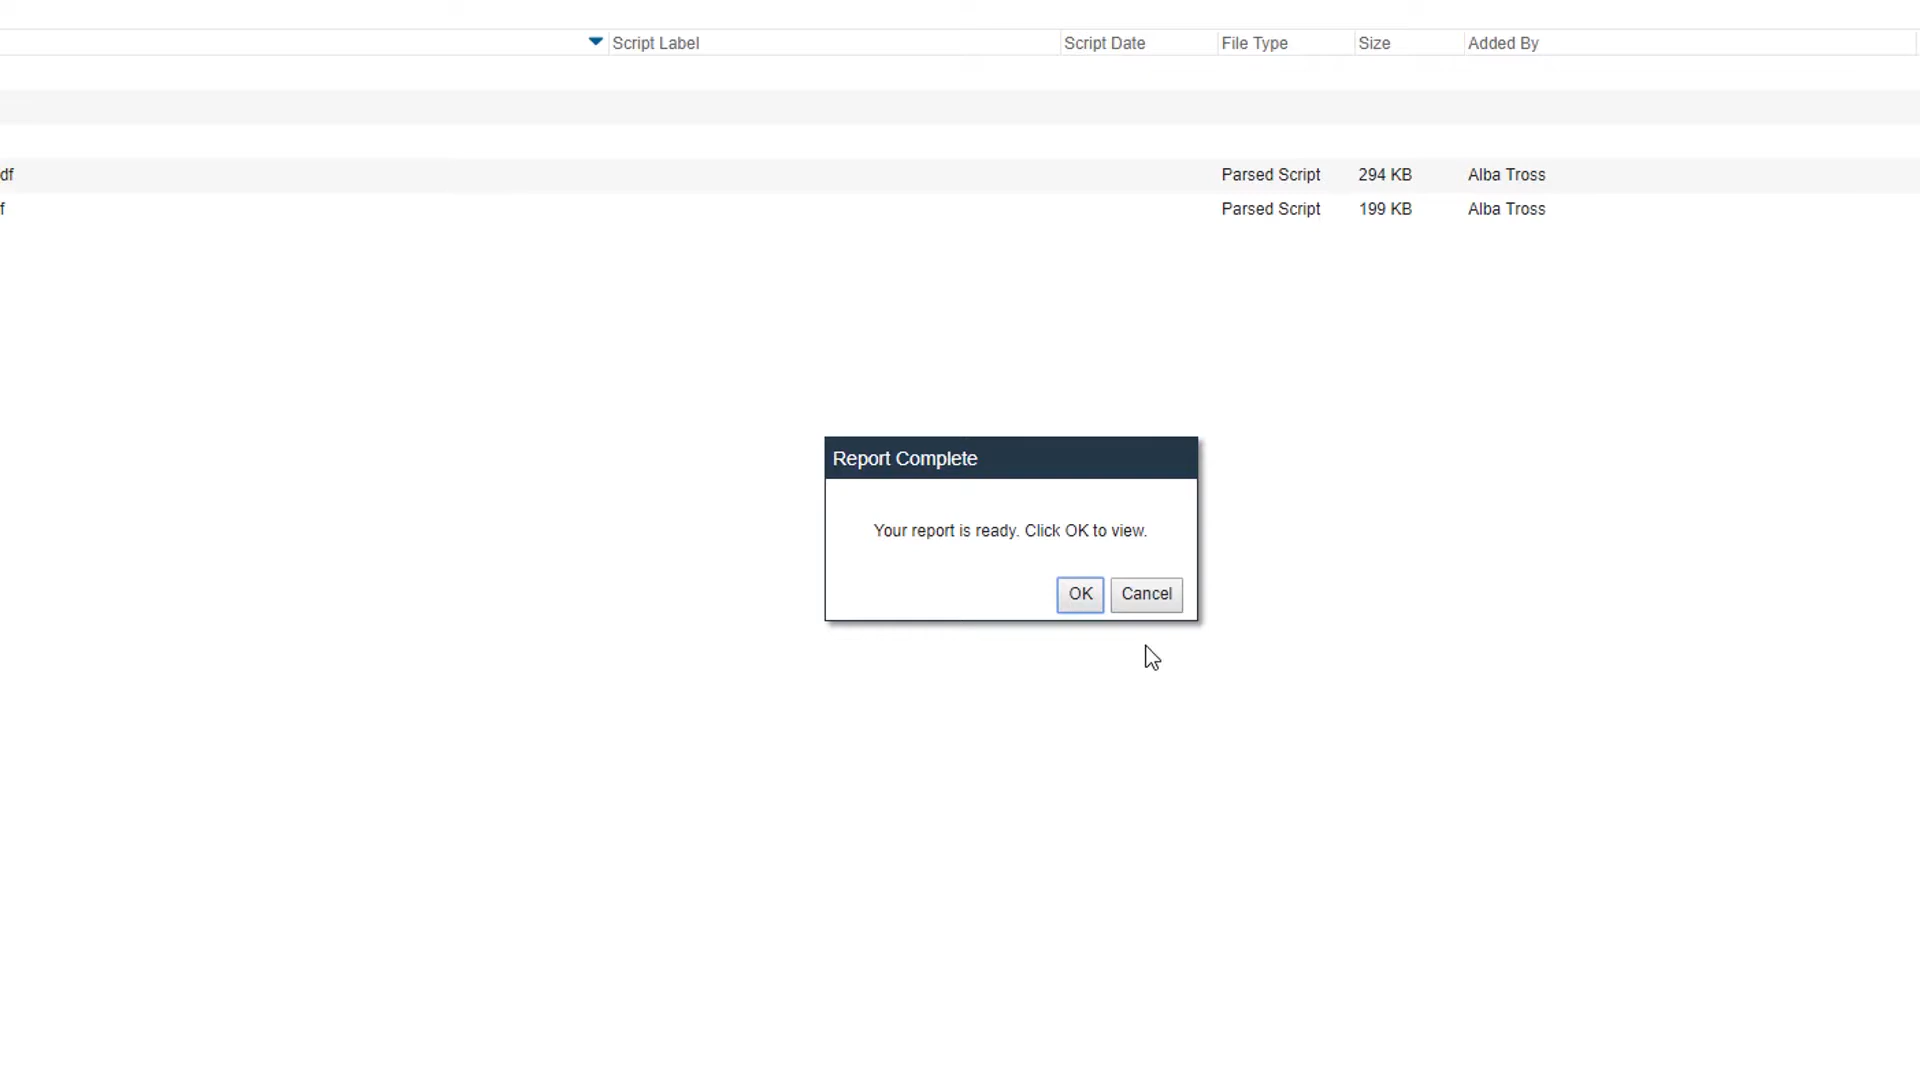 Script Label Script Date File Type Size Added By
df Parsed Script 294 KB Alba Tross
f Parsed Script 199 KB Alba Tross
Report Complete
Your report is ready. Click OK to view.
OK Cancel